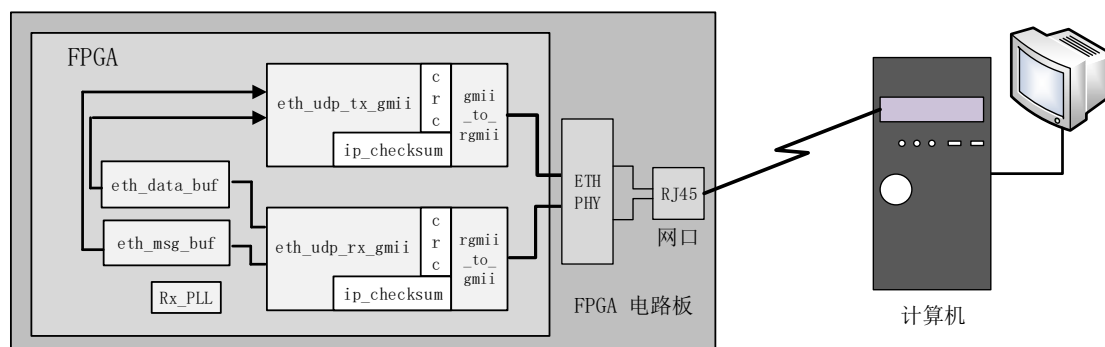 FPGA
eth_udp_tx_gmii
c
r
c
gmii
_to_
rgmii
ip_checksum
eth_data_buf
eth_msg_buf
eth_udp_rx_gmii
c
r
c
rgmii
_to_
gmii
ip_checksum
Rx_PLL
ETH
PHY
RJ45
网口
FPGA 电路板
计算机